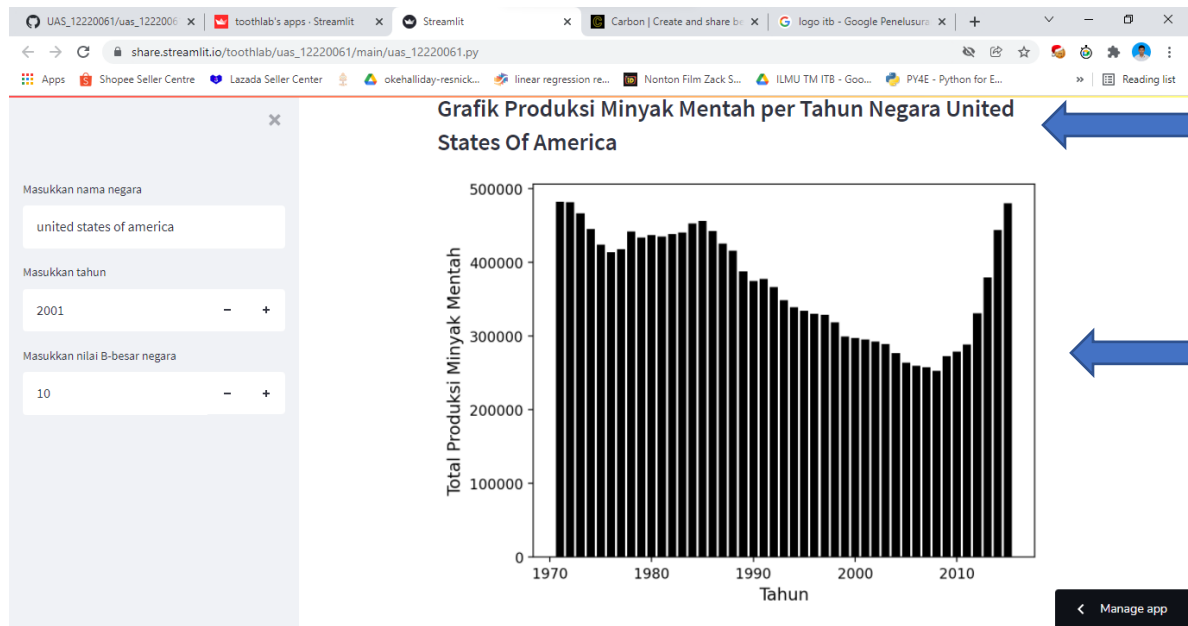 UAS_12220061/uas_1222006
toothlab's apps · Streamlit
Streamlit
Carbon | Create and share be
logo itb - Google Penelusura
share.streamlit.io/toothlab/uas_12220061/main/uas_12220061.py
Apps
Shopee Seller Centre
Lazada Seller Center
okehalliday-resnick...
linear regression re...
Nonton Film Zack S...
ILMU TM ITB - Goo...
PY4E - Python for E...
»
Reading list
Masukkan nama negara
united states of america
Masukkan tahun
2001
Masukkan nilai B-besar negara
10
Grafik Produksi Minyak Mentah per Tahun Negara United
States Of America
Total Produksi Minyak Mentah
500000
400000
300000
200000
100000
0
1970 1980 1990 2000 2010
Tahun
Manage app